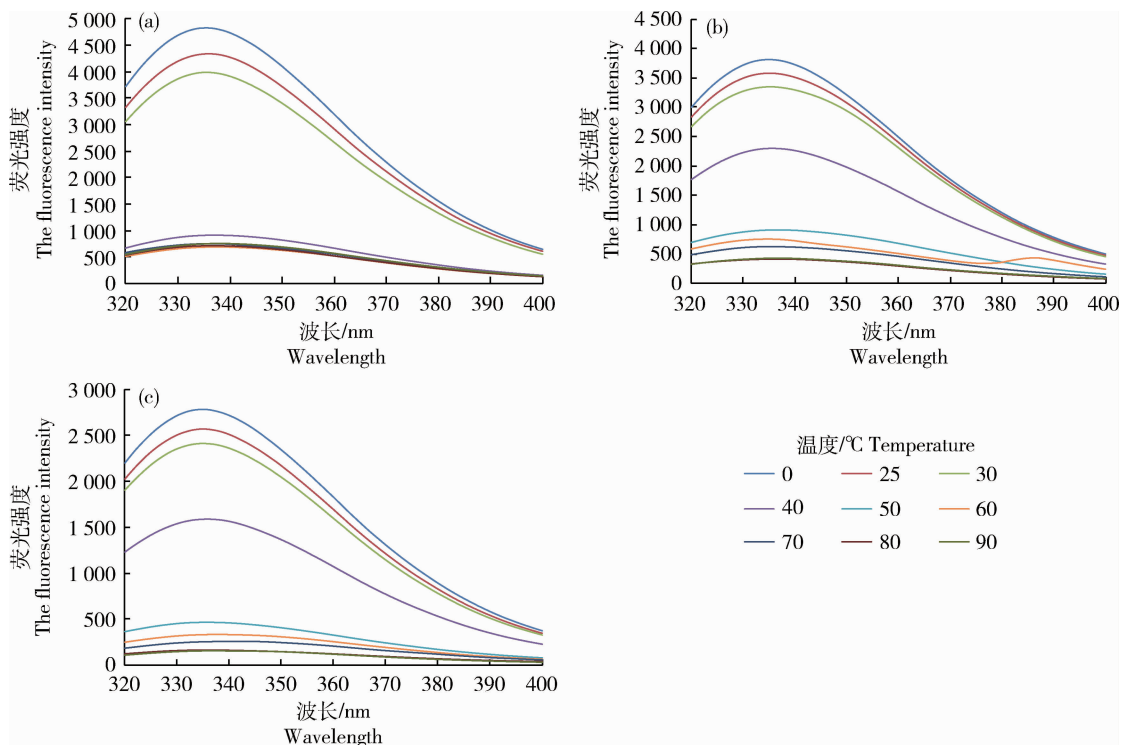 (a)
荧光强度
The fluorescence intensity
5 000
4 500
4 000
3 500
3 000
2 500
2 000
1 500
1 000
500
0
320 330 340 350 360 370 380 390 400
波长/nm
Wavelength
(b)
荧光强度
The fluorescence intensity
4 500
4 000
3 500
3 000
2 500
2 000
1 500
1 000
500
0
320 330 340 350 360 370 380 390 400
波长/nm
Wavelength
(c)
荧光强度
The fluorescence intensity
3 000
2 500
2 000
1 500
1 000
500
0
320 330 340 350 360 370 380 390 400
波长/nm
Wavelength
温度/℃ Temperature
0 25 30
40 50 60
70 80 90